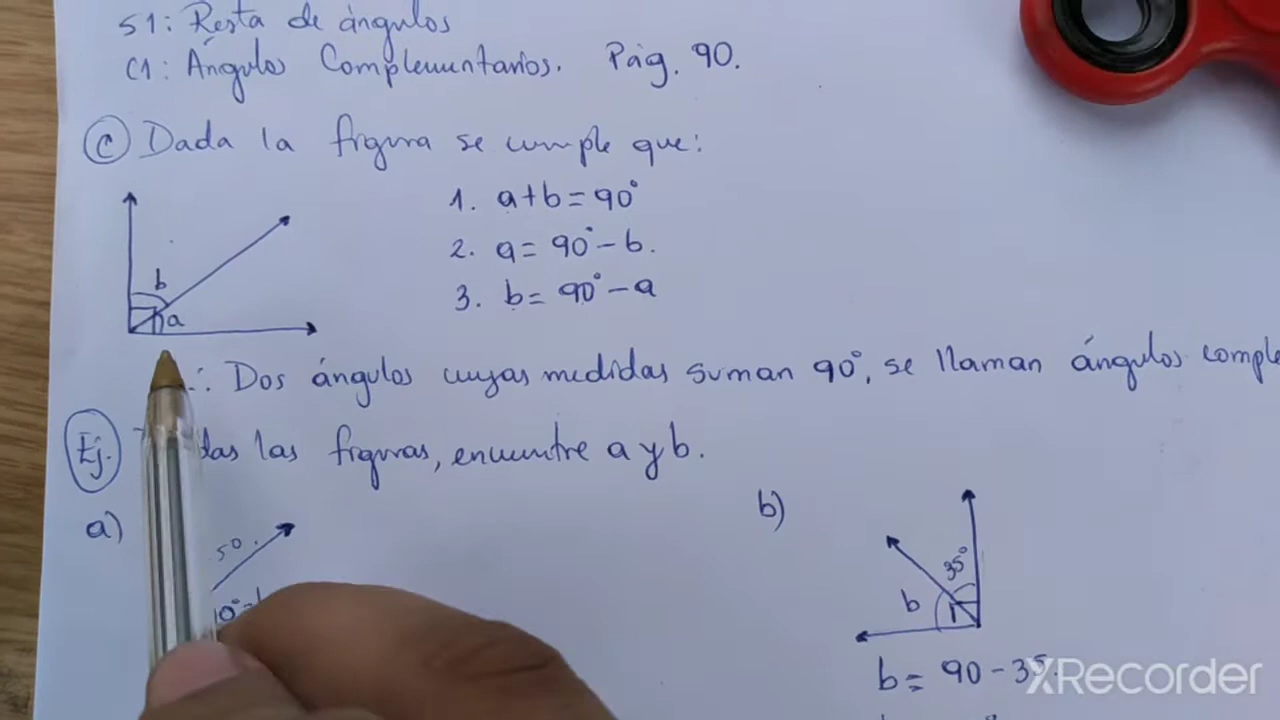 S1: Resta de ángulos
C1: Ángulos Complementarios. Pág. 90.
C Dada la figura se cumple que:
1. a+b=90°
2. a= 90°-b.
3. b= 90°-a
b
a
∴ Dos ángulos cuyas medidas suman 90°, se llaman ángulos comple
Ej. das las figuras, encuentre a y b.
a)
50.
b)
35°
b
b= 90-35.
XRecorder